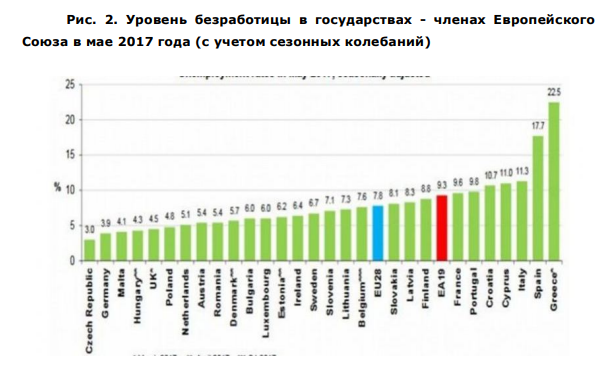 Рис. 2. Уровень безработицы в государствах - членах Европейского
Союза в мае 2017 года (с учетом сезонных колебаний)
25
20
15
10
5
0
%
3.0 3.9 4.1 4.3 4.5 4.8 5.1 5.4 5.4 5.7 6.0 6.0 6.2 6.4 6.7 7.1 7.3 7.6 7.8 8.1 8.3 8.8 9.3 9.6 9.8 10.7 11.0 11.3 17.7 22.5
Czech Republic
Germany
Malta
Hungary**
UK*
Poland
Netherlands
Austria
Romania
Denmark**
Bulgaria
Luxembourg
Estonia**
Ireland
Sweden
Slovenia
Lithuania
Belgium***
EU28
Slovakia
Latvia
Finland
EA19
France
Portugal
Croatia
Cyprus
Italy
Spain
Greece*